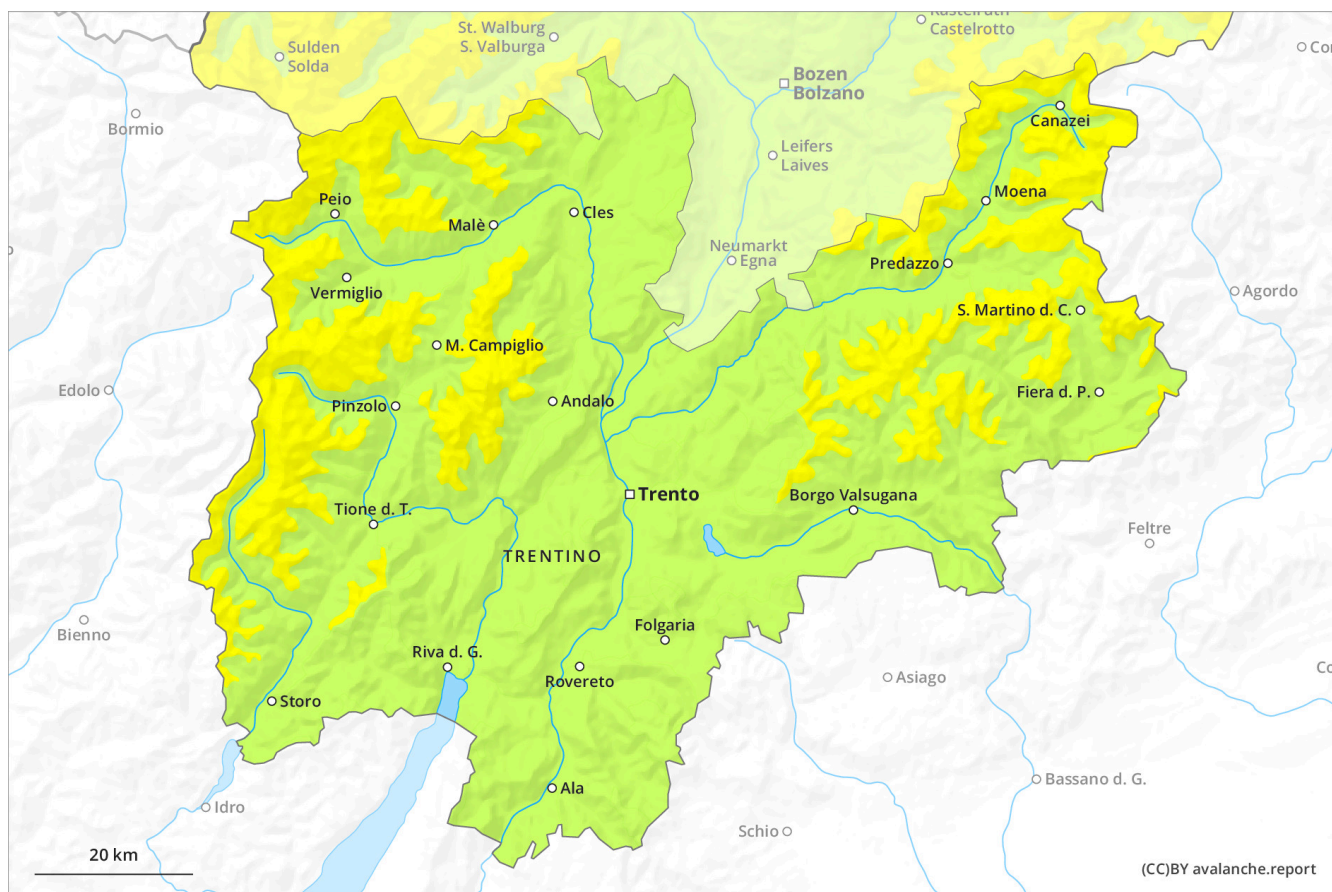 Kastelruth
Castelrotto
St. Walburg
S. Valburga
Sulden
Solda
Bozen
Bolzano
Bormio
Canazei
Leifers
Laives
Peio
Malè
Cles
Moena
Neumarkt
Egna
Predazzo
Vermiglio
Agordo
S. Martino d. C.
M. Campiglio
Edolo
Pinzolo
Andalo
Fiera d. P.
Trento
Borgo Valsugana
Tione d. T.
Feltre
TRENTINO
Bienno
Folgaria
Riva d. G.
Rovereto
Asiago
Storo
Bassano d. G.
Ala
Idro
Schio
20 km
(CC)BY avalanche.report